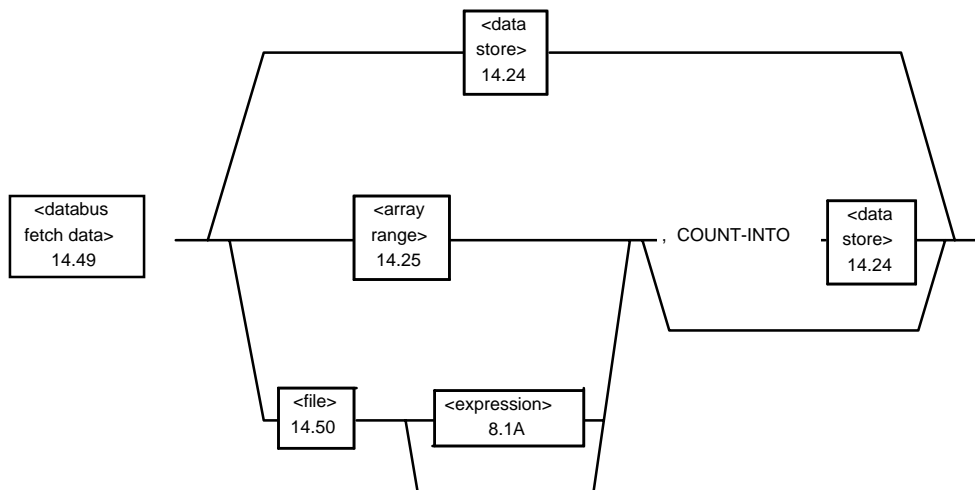 <data
store>
14.24
<databus
fetch data>
14.49
<array
range>
14.25
, COUNT-INTO
<data
store>
14.24
<file>
14.50
<expression>
8.1A